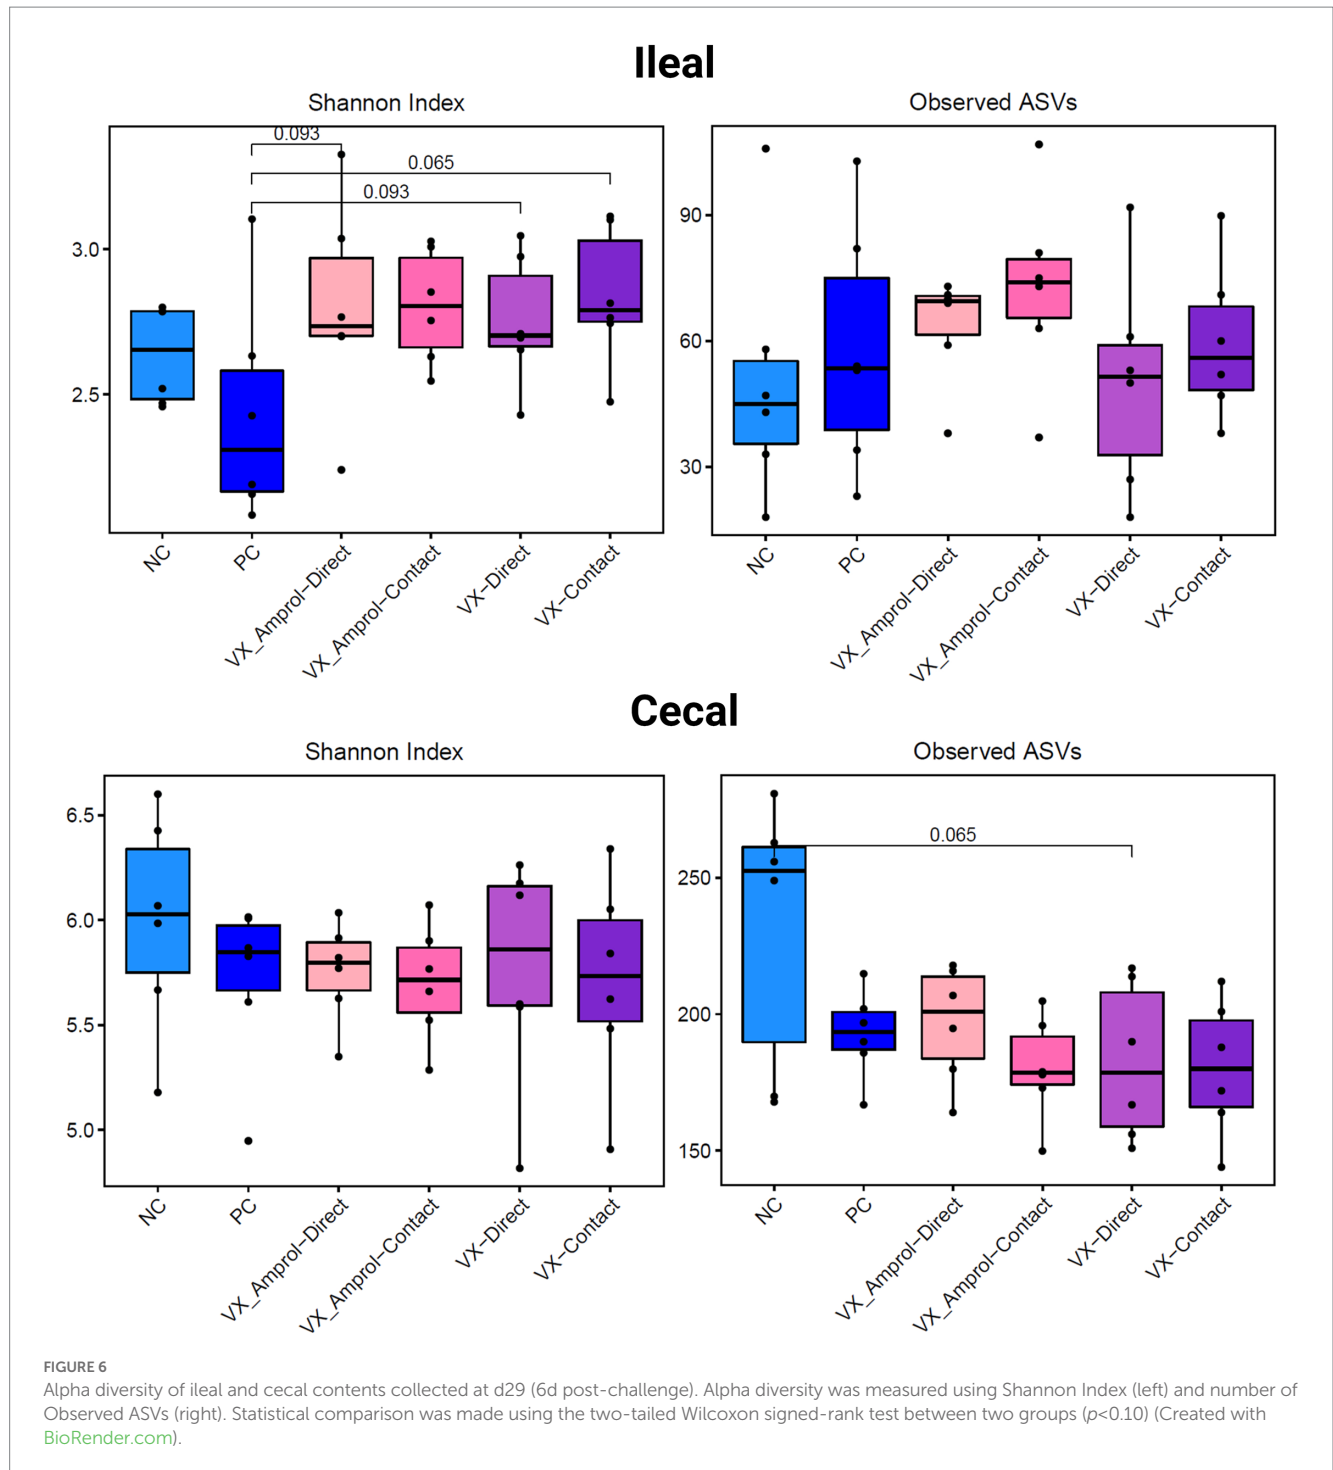 Ileal
Shannon Index
0.093
0.065
0.093
3.0
2.5
NC
PC
VX_Amprol–Direct
VX_Amprol–Contact
VX–Direct
VX–Contact
Observed ASVs
90
60
30
NC
PC
VX_Amprol–Direct
VX_Amprol–Contact
VX–Direct
VX–Contact
Cecal
Shannon Index
6.5
6.0
5.5
5.0
NC
PC
VX_Amprol–Direct
VX_Amprol–Contact
VX–Direct
VX–Contact
Observed ASVs
0.065
250
200
150
NC
PC
VX_Amprol–Direct
VX_Amprol–Contact
VX–Direct
VX–Contact
FIGURE 6
Alpha diversity of ileal and cecal contents collected at d29 (6d post-challenge). Alpha diversity was measured using Shannon Index (left) and number of
Observed ASVs (right). Statistical comparison was made using the two-tailed Wilcoxon signed-rank test between two groups (p<0.10) (Created with
BioRender.com).